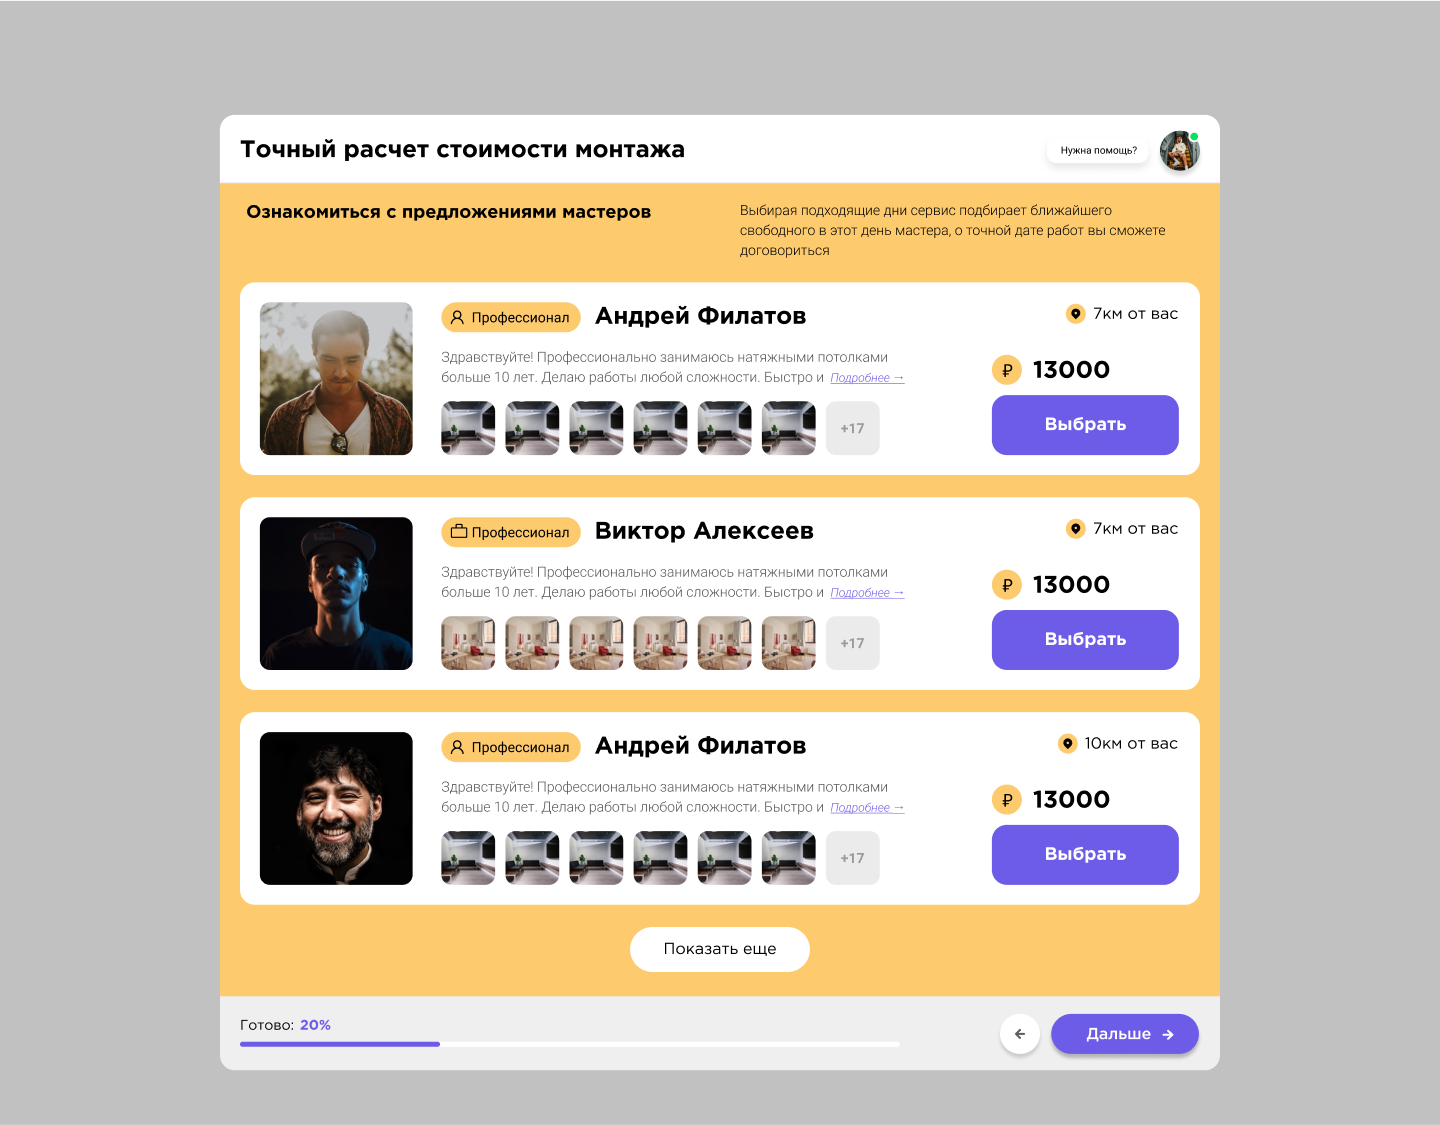 Точный расчет стоимости монтажа
Нужна помощь?
Ознакомиться с предложениями мастеров
Выбирая подходящие дни сервис подбирает ближайшего
свободного в этот день мастера, о точной дате работ вы сможете
договориться
Профессионал
Андрей Филатов
7км от вас
Здравствуйте! Профессионально занимаюсь натяжными потолками
больше 10 лет. Делаю работы любой сложности. Быстро и Подробнее →
₽ 13000
+17
Выбрать
Профессионал
Виктор Алексеев
7км от вас
Здравствуйте! Профессионально занимаюсь натяжными потолками
больше 10 лет. Делаю работы любой сложности. Быстро и Подробнее →
₽ 13000
+17
Выбрать
Профессионал
Андрей Филатов
10км от вас
Здравствуйте! Профессионально занимаюсь натяжными потолками
больше 10 лет. Делаю работы любой сложности. Быстро и Подробнее →
₽ 13000
+17
Выбрать
Показать еще
Готово: 20%
←
Дальше →